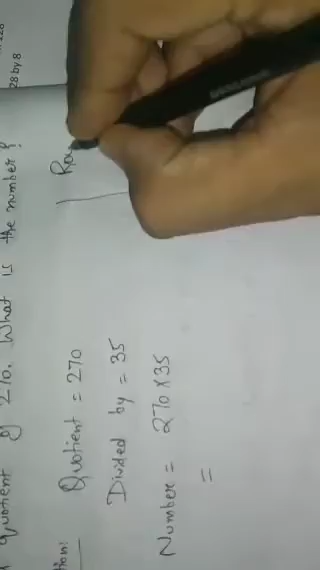 28 by 8
quotient of 270. What is the number?
tion:
Quotient = 270
Divided by = 35
Number = 270 x 35
=
Ro